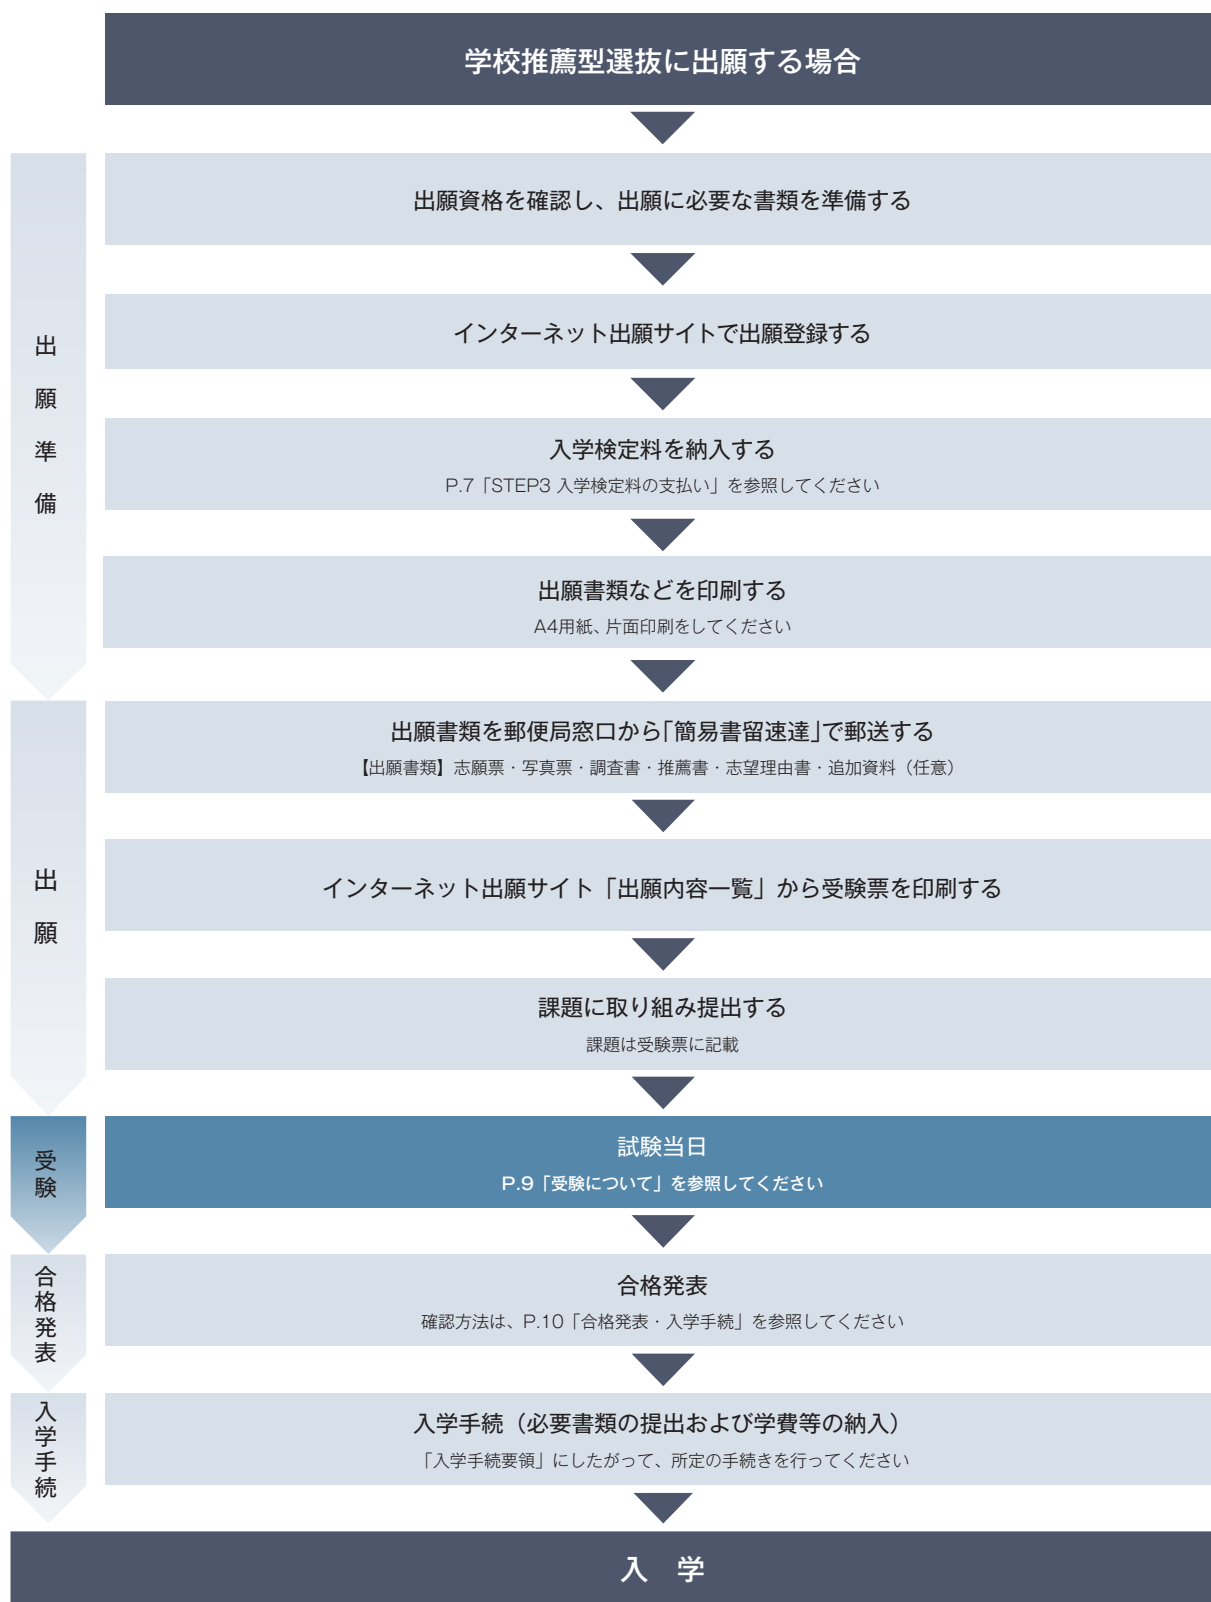 学校推薦型選抜に出願する場合
出願準備
出願資格を確認し、出願に必要な書類を準備する
インターネット出願サイトで出願登録する
入学検定料を納入する
P.7「STEP3 入学検定料の支払い」を参照してください
出願書類などを印刷する
A4用紙、片面印刷をしてください
出願
出願書類を郵便局窓口から「簡易書留速達」で郵送する
【出願書類】志願票・写真票・調査書・推薦書・志望理由書・追加資料（任意）
インターネット出願サイト「出願内容一覧」から受験票を印刷する
課題に取り組み提出する
課題は受験票に記載
受験
試験当日
P.9「受験について」を参照してください
合格発表
合格発表
確認方法は、P.10「合格発表・入学手続」を参照してください
入学手続
入学手続（必要書類の提出および学費等の納入）
「入学手続要領」にしたがって、所定の手続きを行ってください
入　学